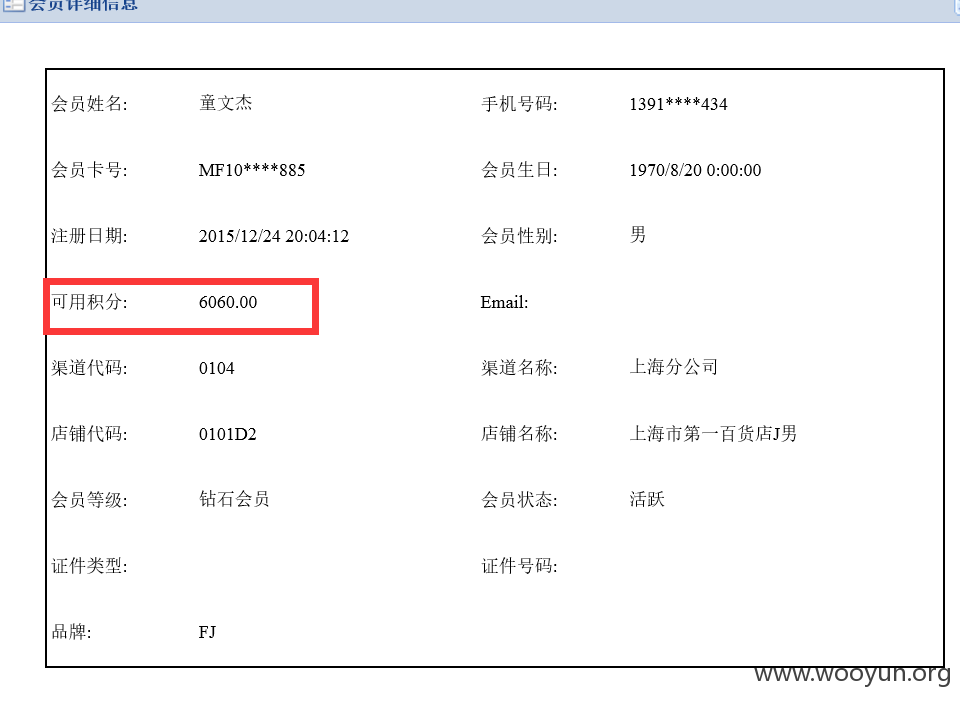 会员详细信息
会员姓名: 童文杰 手机号码: 1391****434
会员卡号: MF10****885 会员生日: 1970/8/20 0:00:00
注册日期: 2015/12/24 20:04:12 会员性别: 男
可用积分: 6060.00 Email:
渠道代码: 0104 渠道名称: 上海分公司
店铺代码: 0101D2 店铺名称: 上海市第一百货店J男
会员等级: 钻石会员 会员状态: 活跃
证件类型: 证件号码:
品牌: FJ
www.wooyun.org